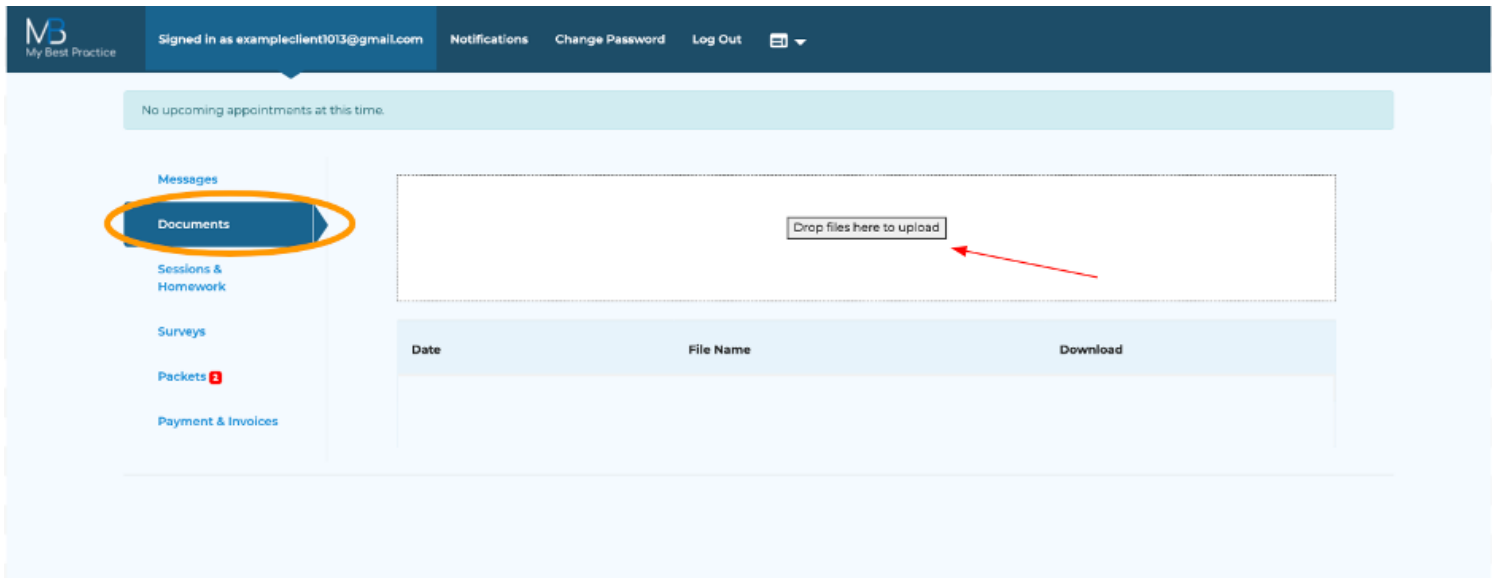 MB
My Best Practice
Signed in as exampleclient1013@gmail.com Notifications Change Password Log Out
No upcoming appointments at this time.
Messages
Documents
Sessions &
Homework
Surveys
Packets 2
Payment & Invoices
Drop files here to upload
Date File Name Download